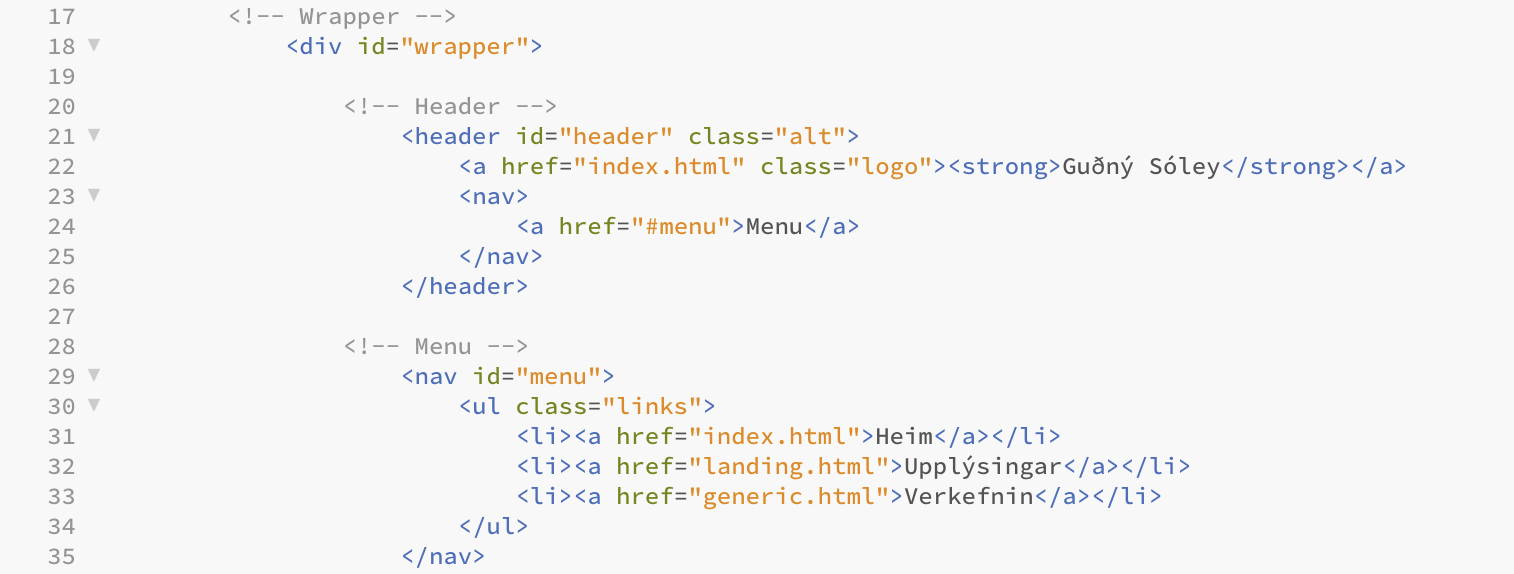 17 <!-- Wrapper -->
18 <div id="wrapper">
19
20 <!-- Header -->
21 <header id="header" class="alt">
22 <a href="index.html" class="logo"><strong>Guðný Sóley</strong></a>
23 <nav>
24 <a href="#menu">Menu</a>
25 </nav>
26 </header>
27
28 <!-- Menu -->
29 <nav id="menu">
30 <ul class="links">
31 <li><a href="index.html">Heim</a></li>
32 <li><a href="landing.html">Upplýsingar</a></li>
33 <li><a href="generic.html">Verkefnin</a></li>
34 </ul>
35 </nav>